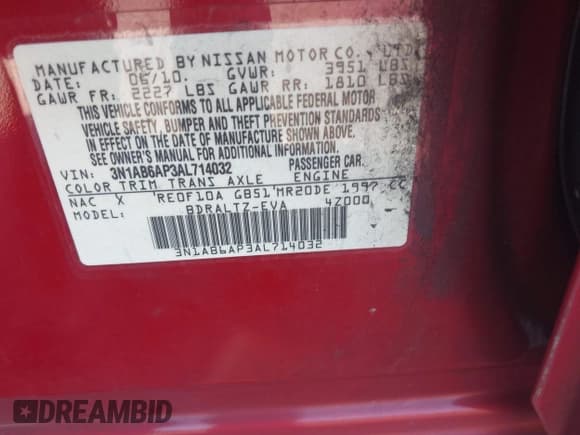 MANUFACTURED BY NISSAN MOTOR CO., LTD.
DATE: 06/10. GVWR: 3951 LBS
GAWR FR: 2227 LBS GAWR RR: 1810 LBS
THIS VEHICLE CONFORMS TO ALL APPLICABLE FEDERAL MOTOR
VEHICLE SAFETY, BUMPER AND THEFT PREVENTION STANDARDS
IN EFFECT ON THE DATE OF MANUFACTURE SHOWN ABOVE.
SEE OWNER'S MANUAL FOR ADDITIONAL INFORMATION.
VIN: 3N1AB6AP3AL714032 PASSENGER CAR.
COLOR TRIM TRANS AXLE ENGINE
NAC X RE0F10A GB51 MR20DE 1997 CC
MODEL: BDRALTZ-EVA 4Z000
3N1AB6AP3AL714032
DREAMBID